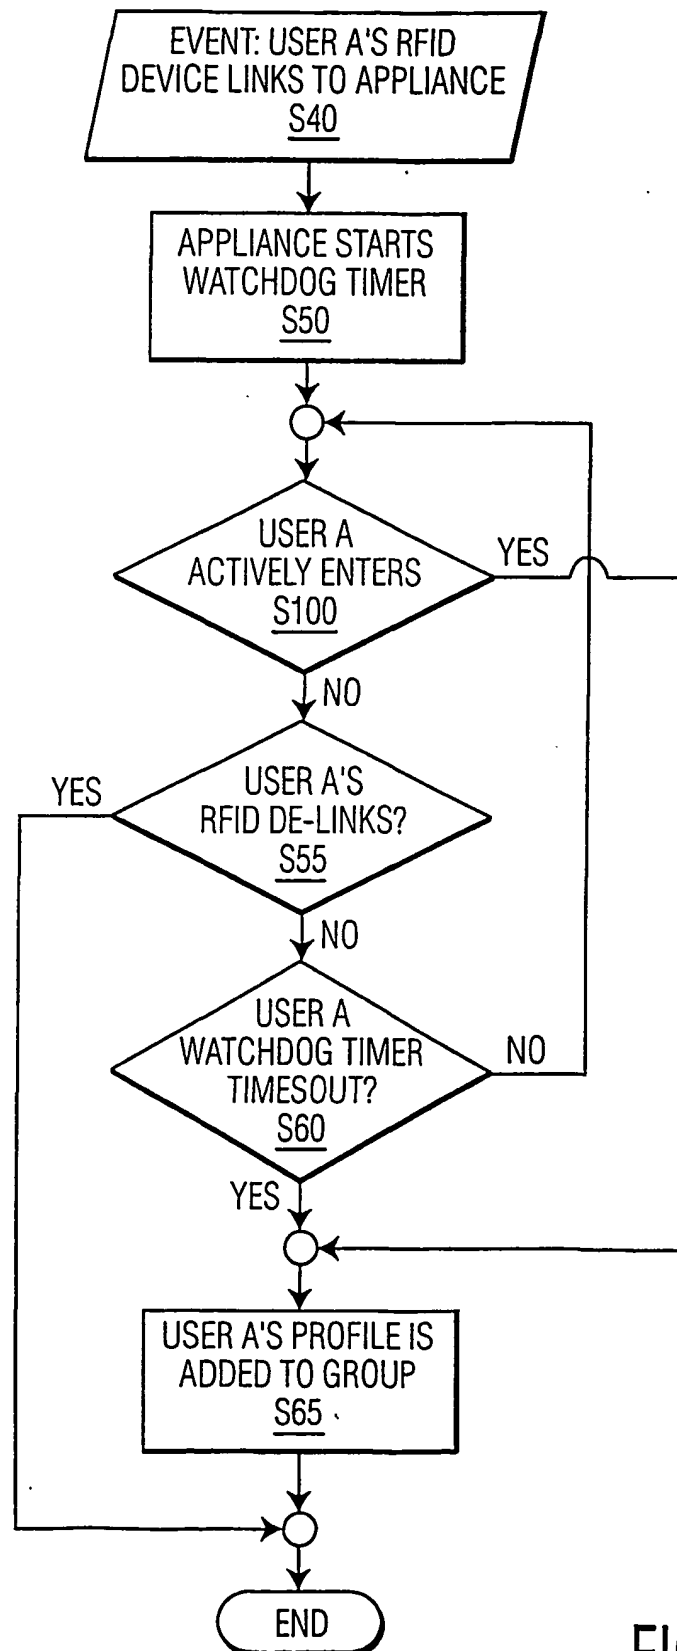 EVENT: USER A'S RFID
DEVICE LINKS TO APPLIANCE
S40
APPLIANCE STARTS
WATCHDOG TIMER
S50
USER A
ACTIVELY ENTERS
S100
YES
NO
USER A'S
RFID DE-LINKS?
S55
YES
NO
USER A
WATCHDOG TIMER
TIMESOUT?
S60
NO
YES
USER A'S PROFILE IS
ADDED TO GROUP
S65
END